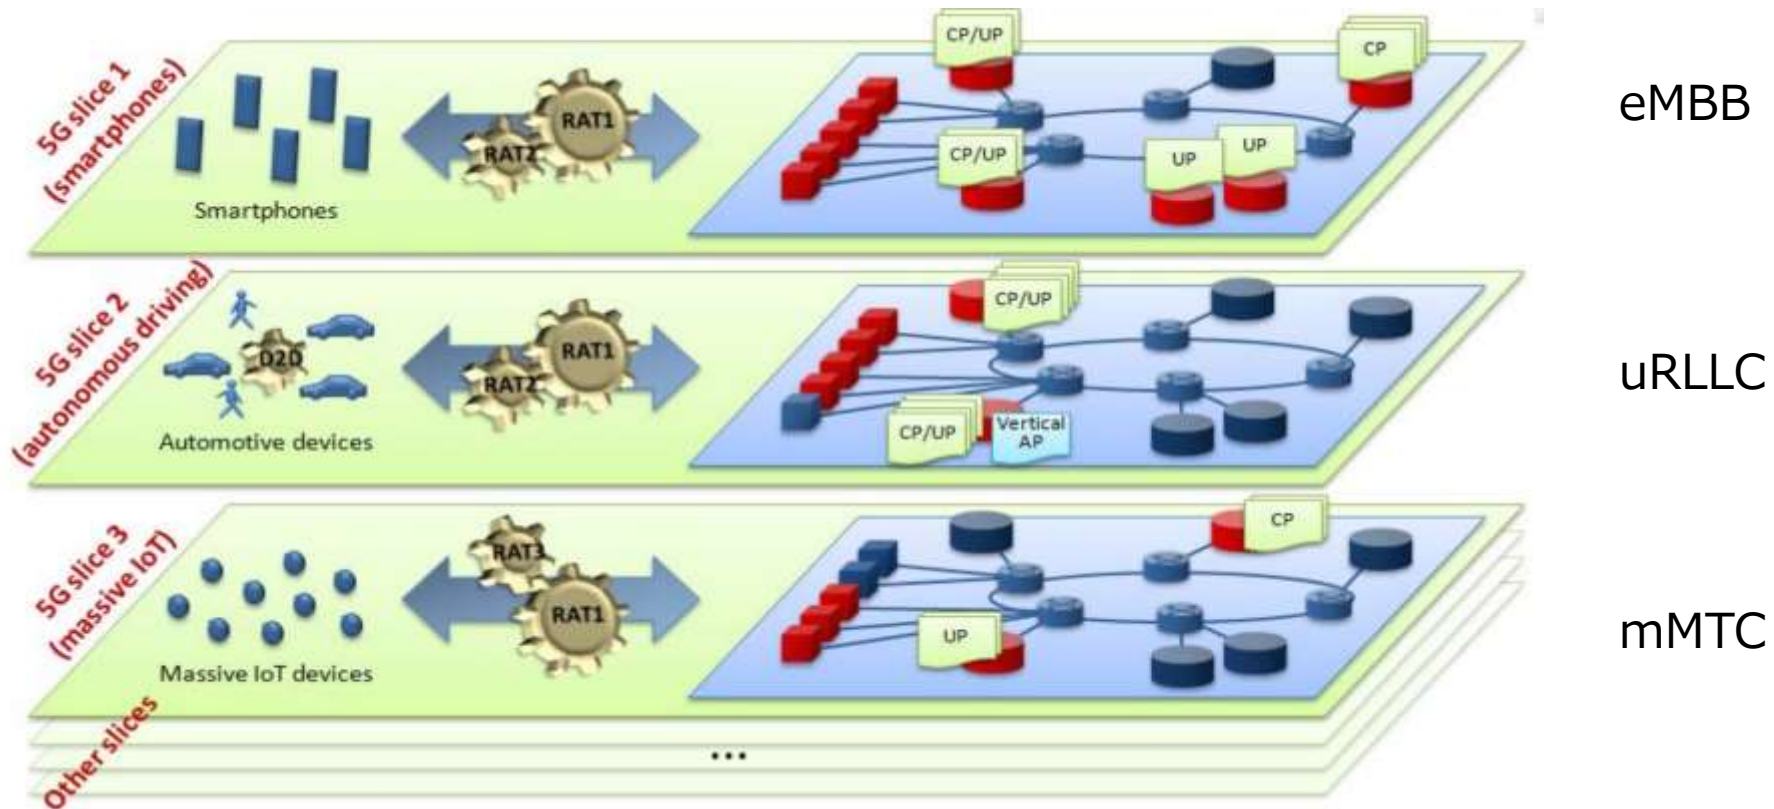 5G slice 1
(smartphones)
Smartphones
RAT2
RAT1
CP/UP
CP
CP/UP
UP
UP
eMBB
5G slice 2
(autonomous driving)
D2D
Automotive devices
RAT2
RAT1
CP/UP
CP/UP
Vertical
AP
uRLLC
5G slice 3
(massive IoT)
Massive IoT devices
RAT3
RAT1
CP
UP
mMTC
Other slices
...